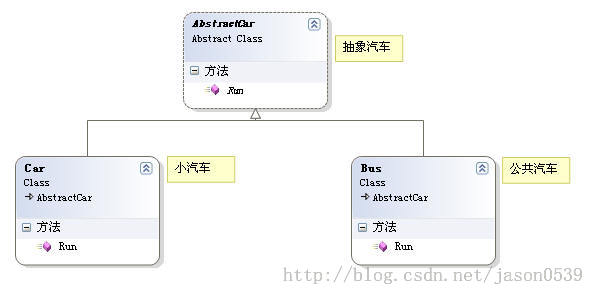 AbstractCar
Abstract Class
抽象汽车
方法
Run
Car
Class
AbstractCar
小汽车
方法
Run
Bus
Class
AbstractCar
公共汽车
方法
Run
http://blog.csdn.net/jason0539